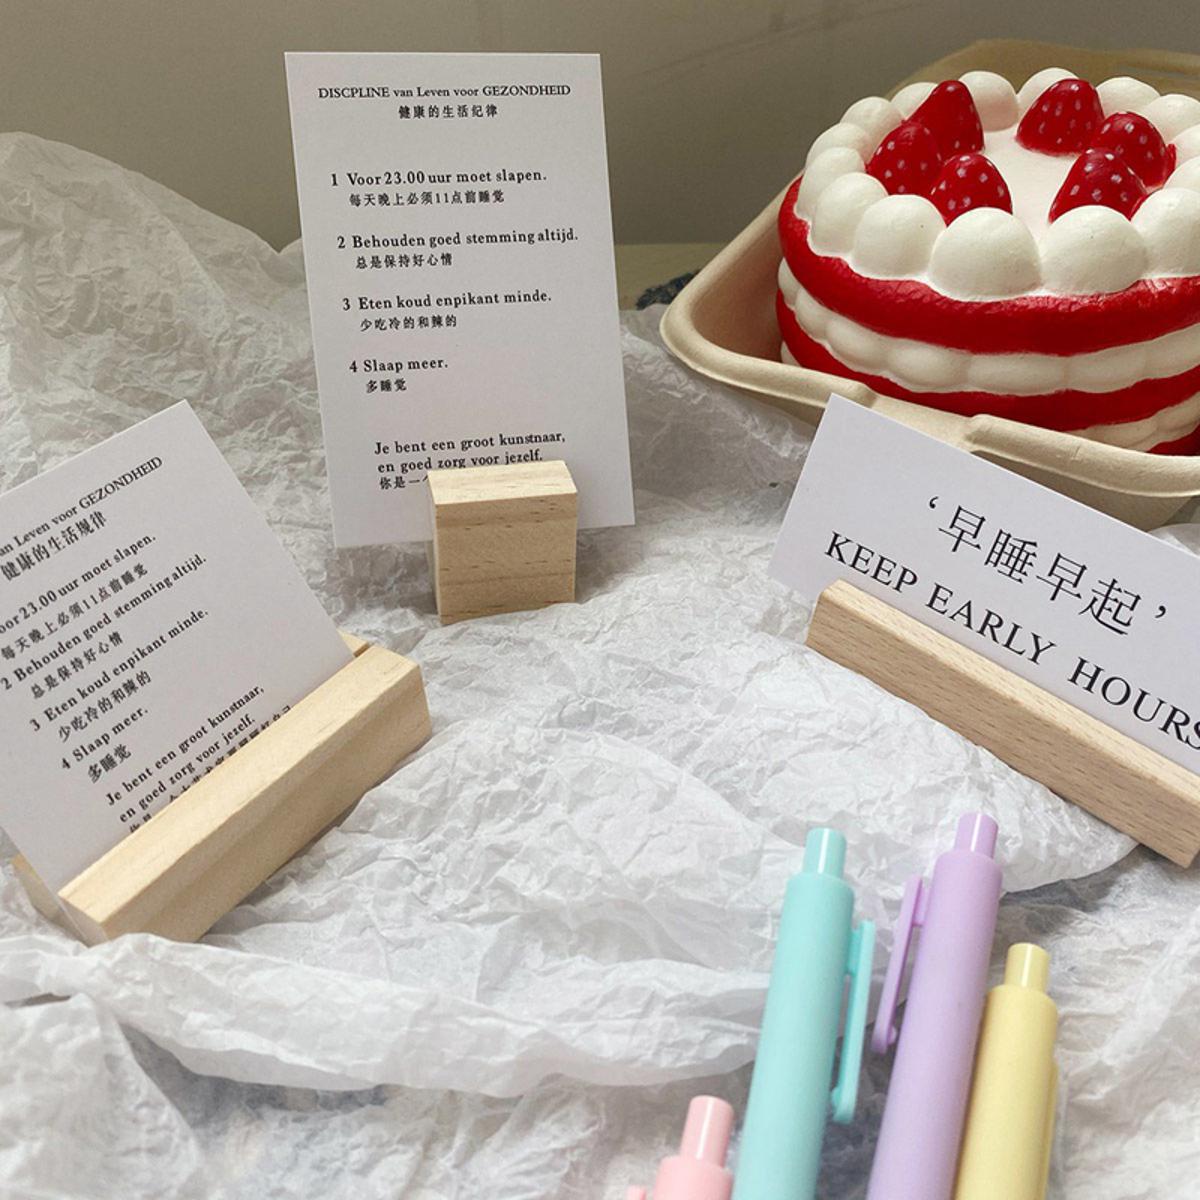 DISCPLINE van Leven voor GEZONDHEID
健康的生活纪律
1 Voor 23.00 uur moet slapen.
每天晚上必须11点前睡觉
2 Behouden goed stemming altijd.
总是保持好心情
3 Eten koud enpikant minde.
少吃冷的和辣的
4 Slaap meer.
多睡觉
Je bent een groot kunstnaar,
en goed zorg voor jezelf.
你是一
Leven voor GEZONDHEID
健康的生活规律
23.00 uur moet slapen.
每天晚上必须11点前睡觉
2 Behouden goed stemming altijd.
总是保持好心情
3 Eten koud enpikant minde.
少吃冷的和辣的
4 Slaap meer.
多睡觉
Je bent een groot kunstnaar,
en goed zorg voor jezelf.
‘早睡早起’
KEEP EARLY HOURS